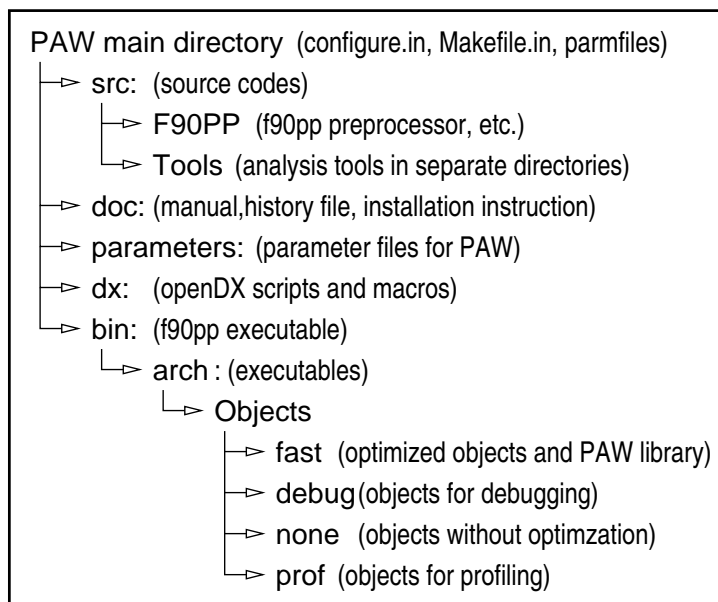 PAW main directory (configure.in, Makefile.in, parmfiles)
src: (source codes)
F90PP (f90pp preprocessor, etc.)
Tools (analysis tools in separate directories)
doc: (manual,history file, installation instruction)
parameters: (parameter files for PAW)
dx: (openDX scripts and macros)
bin: (f90pp executable)
arch : (executables)
Objects
fast (optimized objects and PAW library)
debug (objects for debugging)
none (objects without optimzation)
prof (objects for profiling)